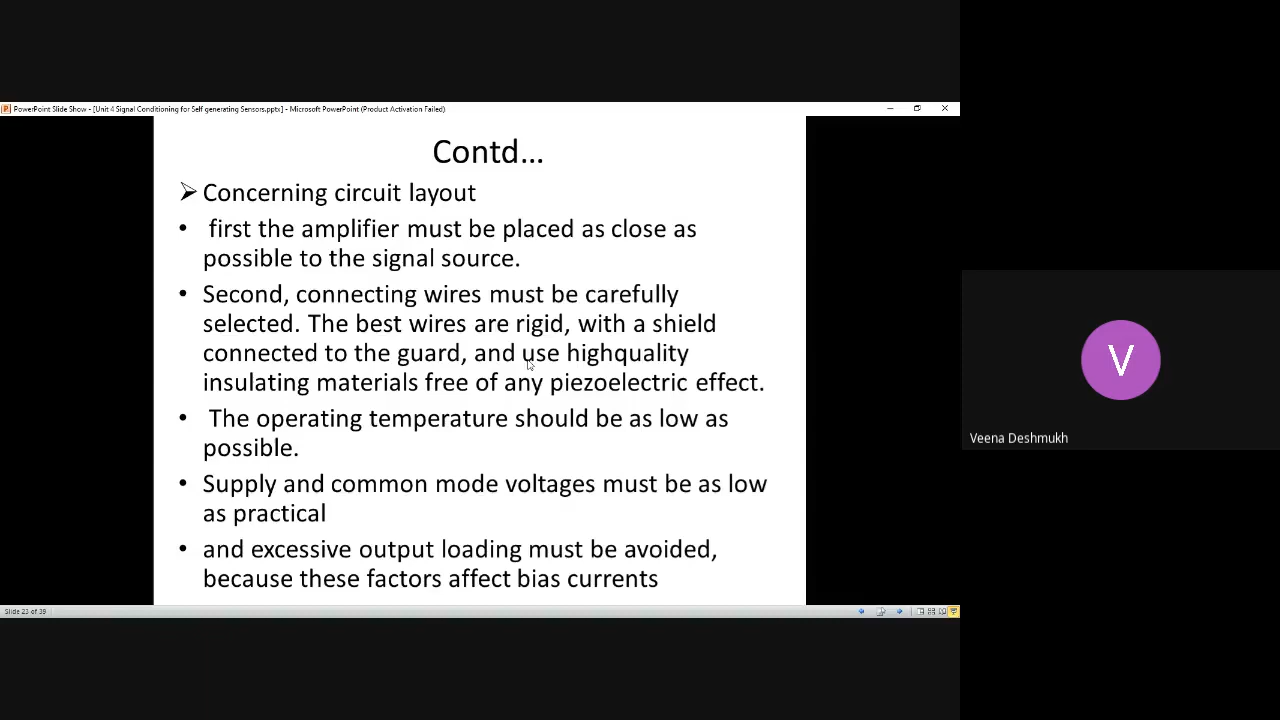 PowerPoint Slide Show - [Unit 4 Signal Conditioning for Self generating Sensors.pptx] - Microsoft PowerPoint (Product Activation Failed)
Contd...
➢ Concerning circuit layout
• first the amplifier must be placed as close as
possible to the signal source.
• Second, connecting wires must be carefully
selected. The best wires are rigid, with a shield
connected to the guard, and use highquality
insulating materials free of any piezoelectric effect.
• The operating temperature should be as low as
possible.
• Supply and common mode voltages must be as low
as practical
• and excessive output loading must be avoided,
because these factors affect bias currents
Slide 23 of 39
V
Veena Deshmukh